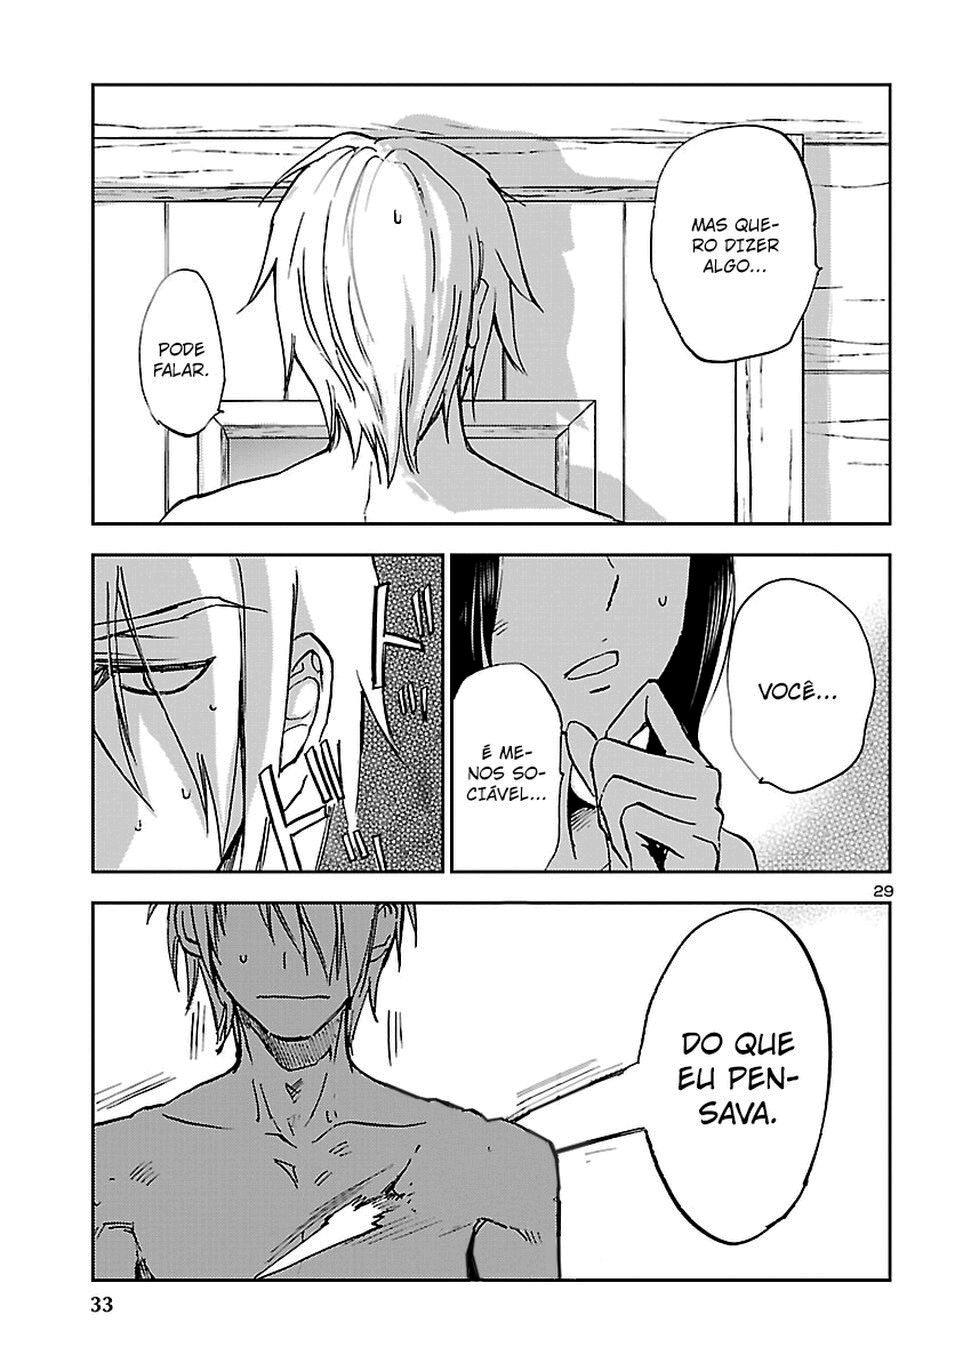 MAS QUE-
RO DIZER
ALGO...
PODE
FALAR.
VOCÊ...
É ME-
NOS SO-
CIÁVEL...
29
DO QUE
EU PEN-
SAVA.
33